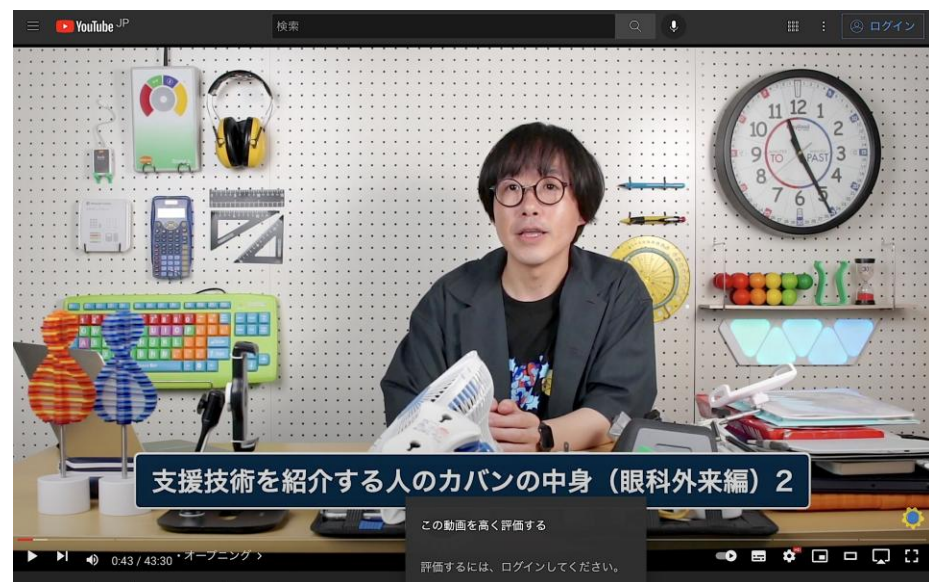 YouTube JP
検索
ログイン
11 12 1
10 2
9 TO PAST 3
8 4
7 6
支援技術を紹介する人のカバンの中身（眼科外来編）２
この動画を高く評価する
0:43 / 43:30・オープニング >
評価するには、ログインしてください。